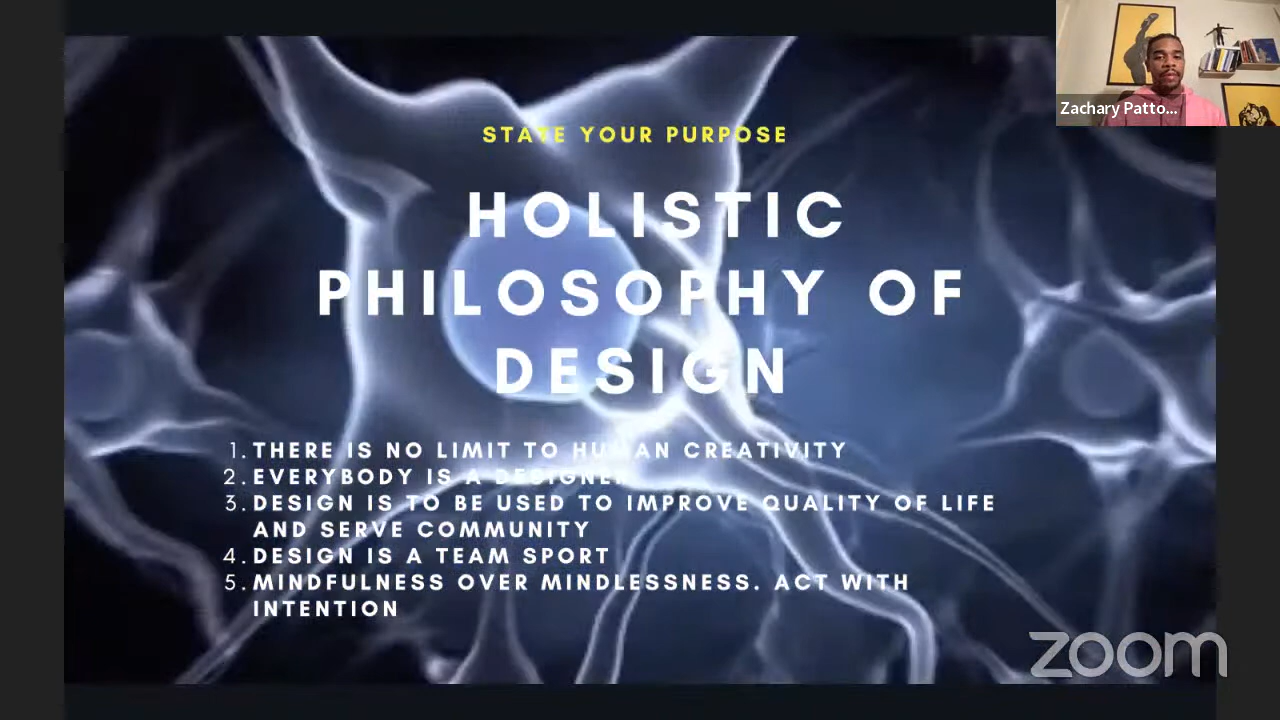 Zachary Patto...
STATE YOUR PURPOSE
HOLISTIC
PHILOSOPHY OF
DESIGN
1. THERE IS NO LIMIT TO HUMAN CREATIVITY
2. EVERYBODY IS A DESIGNER
3. DESIGN IS TO BE USED TO IMPROVE QUALITY OF LIFE
AND SERVE COMMUNITY
4. DESIGN IS A TEAM SPORT
5. MINDFULNESS OVER MINDLESSNESS. ACT WITH
INTENTION
zoom